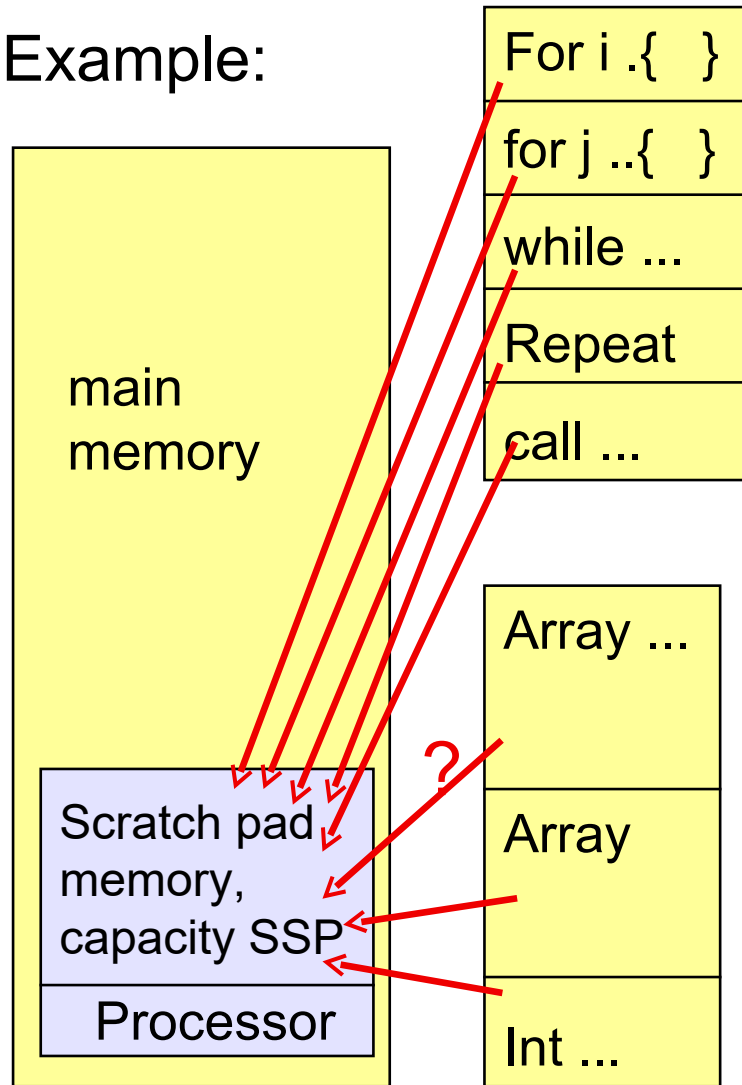 Example:
For i .{ }
for j ..{ }
while ...
Repeat
call ...
main
memory
Array ...
?
Array
Int ...
Scratch pad
memory,
capacity SSP
Processor